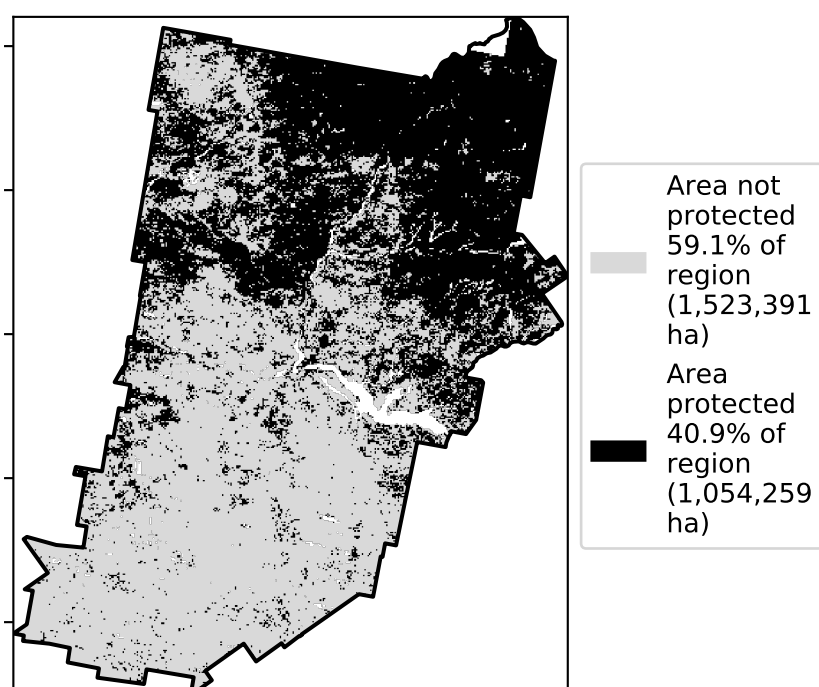 Area not
protected
59.1% of
region
(1,523,391
ha)
Area
protected
40.9% of
region
(1,054,259
ha)